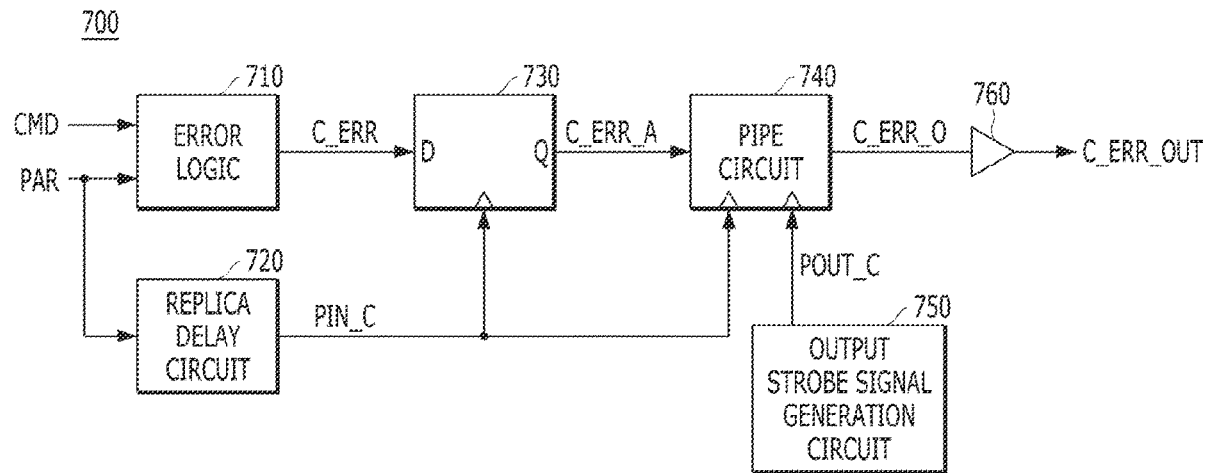 700
710
730
740
760
CMD
ERROR
LOGIC
C_ERR
D
Q
C_ERR_A
PIPE
CIRCUIT
C_ERR_O
C_ERR_OUT
PAR
720
REPLICA
DELAY
CIRCUIT
PIN_C
POUT_C
750
OUTPUT
STROBE SIGNAL
GENERATION
CIRCUIT